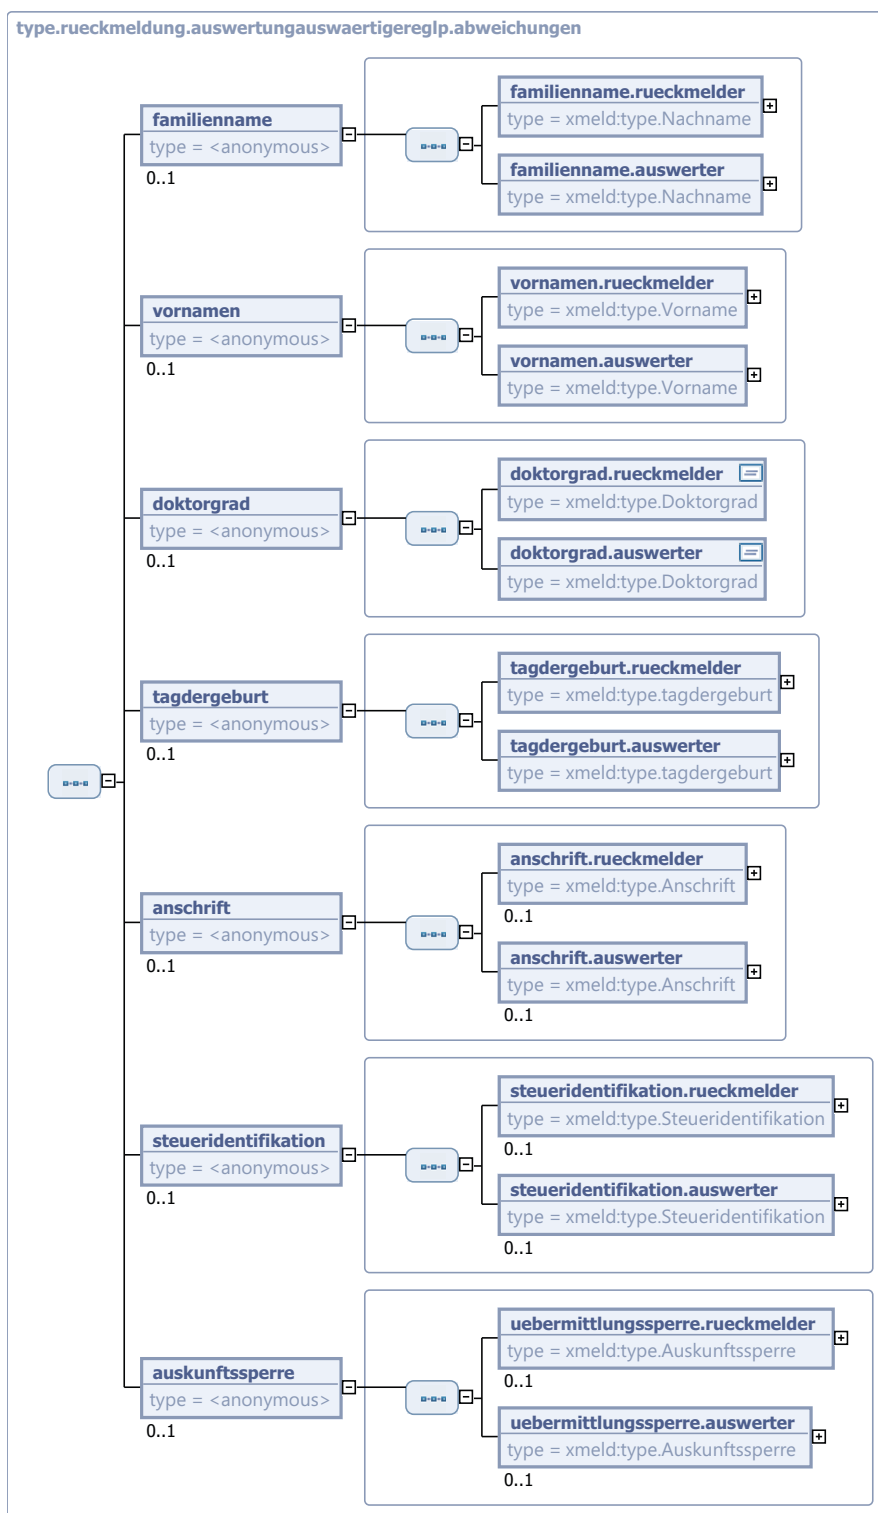 type.rueckmeldung.auswertungauswaertigereglp.abweichungen
familienname
type = <anonymous>
0..1
familienname.rueckmelder
type = xmeld:type.Nachname
familienname.auswerter
type = xmeld:type.Nachname
vornamen
type = <anonymous>
0..1
vornamen.rueckmelder
type = xmeld:type.Vorname
vornamen.auswerter
type = xmeld:type.Vorname
doktorgrad
type = <anonymous>
0..1
doktorgrad.rueckmelder
type = xmeld:type.Doktorgrad
doktorgrad.auswerter
type = xmeld:type.Doktorgrad
tagdergeburt
type = <anonymous>
0..1
tagdergeburt.rueckmelder
type = xmeld:type.tagdergeburt
tagdergeburt.auswerter
type = xmeld:type.tagdergeburt
anschrift
type = <anonymous>
0..1
anschrift.rueckmelder
type = xmeld:type.Anschrift
0..1
anschrift.auswerter
type = xmeld:type.Anschrift
0..1
steueridentifikation
type = <anonymous>
0..1
steueridentifikation.rueckmelder
type = xmeld:type.Steueridentifikation
0..1
steueridentifikation.auswerter
type = xmeld:type.Steueridentifikation
0..1
auskunftssperre
type = <anonymous>
0..1
uebermittlungssperre.rueckmelder
type = xmeld:type.Auskunftssperre
0..1
uebermittlungssperre.auswerter
type = xmeld:type.Auskunftssperre
0..1